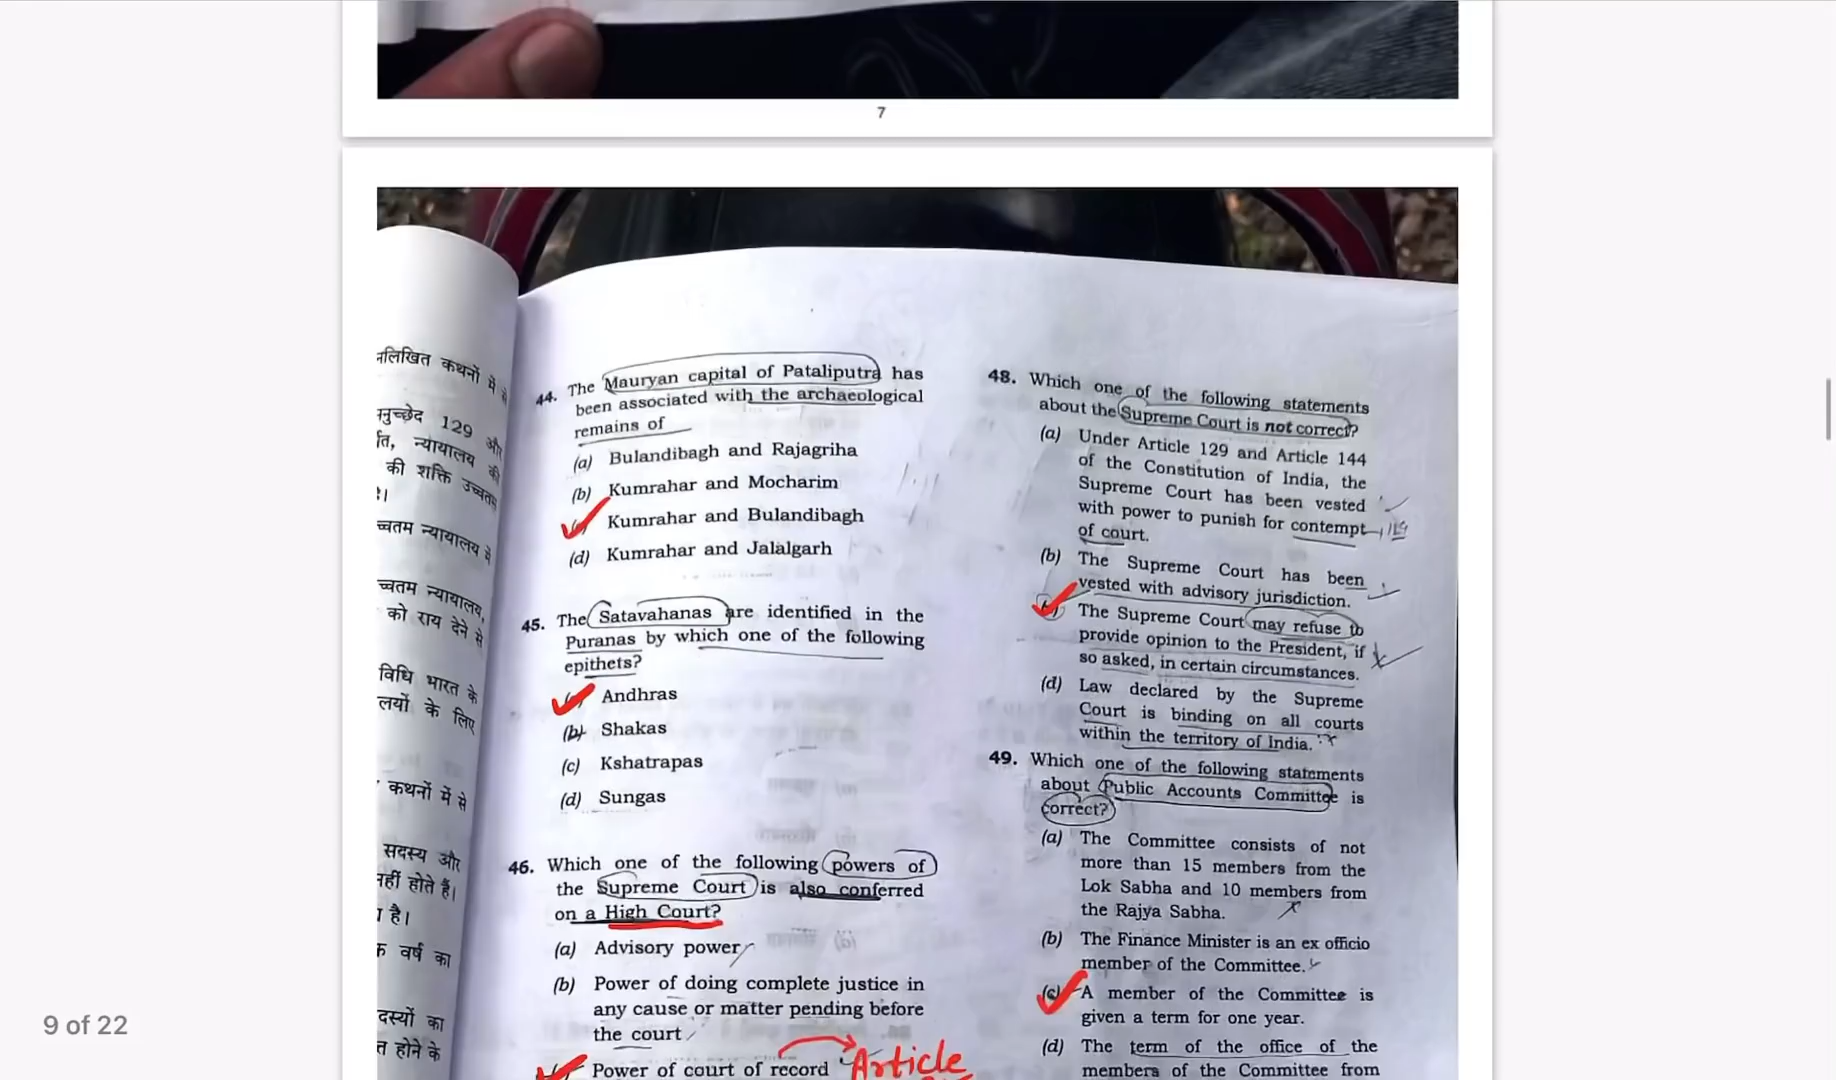 7
नलिखित कथनों में से
नुच्छेद 129 और
र्गत, न्यायालय की
की शक्ति उच्चतम
है।
च्चतम न्यायालय में
च्चतम न्यायालय,
को राय देने से
विधि भारत के
लयों के लिए
कथनों में से
सदस्य और
नहीं होते हैं।
ा है।
क वर्ष का
दस्यों का
त होने के
44. The Mauryan capital of Pataliputra has
been associated with the archaeological
remains of
(a) Bulandibagh and Rajagriha
(b) Kumrahar and Mocharim
Kumrahar and Bulandibagh
(d) Kumrahar and Jalalgarh
45. The Satavahanas are identified in the
Puranas by which one of the following
epithets?
Andhras
(b) Shakas
(c) Kshatrapas
(d) Sungas
46. Which one of the following powers of
the Supreme Court is also conferred
on a High Court?
(a) Advisory power
(b) Power of doing complete justice in
any cause or matter pending before
the court
Power of court of record Article
48. Which one of the following statements
about the Supreme Court is not correct?
(a) Under Article 129 and Article 144
of the Constitution of India, the
Supreme Court has been vested
with power to punish for contempt
of court.
(b) The Supreme Court has been
vested with advisory jurisdiction.
The Supreme Court may refuse to
provide opinion to the President, if
so asked, in certain circumstances.
(d) Law declared by the Supreme
Court is binding on all courts
within the territory of India.
49. Which one of the following statements
about Public Accounts Committee is
correct?
(a) The Committee consists of not
more than 15 members from the
Lok Sabha and 10 members from
the Rajya Sabha.
(b) The Finance Minister is an ex officio
member of the Committee.
(c) A member of the Committee is
given a term for one year.
(d) The term of the office of the
members of the Committee from
9 of 22